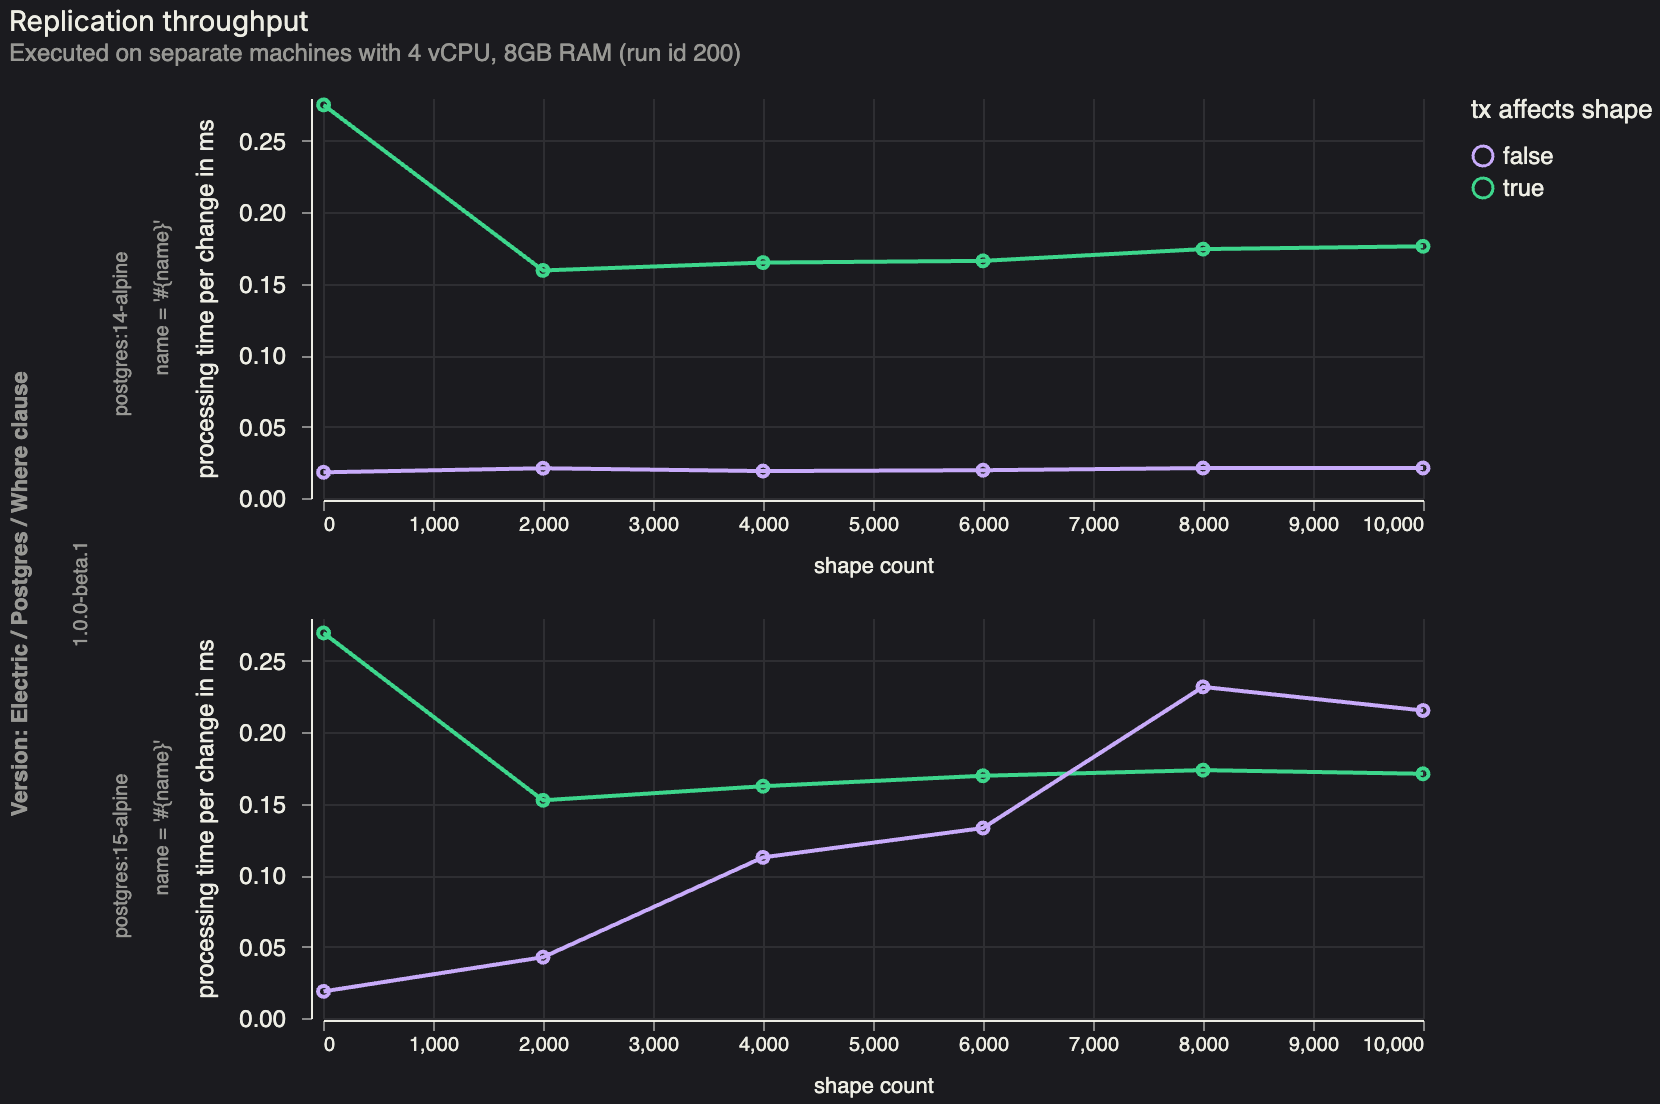 Replication throughput
Executed on separate machines with 4 vCPU, 8GB RAM (run id 200)
tx affects shape
false
true
Version: Electric / Postgres / Where clause
1.0.0-beta.1
postgres:14-alpine
name = '#{name}'
processing time per change in ms
0.25
0.20
0.15
0.10
0.05
0.00
0 1,000 2,000 3,000 4,000 5,000 6,000 7,000 8,000 9,000 10,000
shape count
postgres:15-alpine
name = '#{name}'
processing time per change in ms
0.25
0.20
0.15
0.10
0.05
0.00
0 1,000 2,000 3,000 4,000 5,000 6,000 7,000 8,000 9,000 10,000
shape count